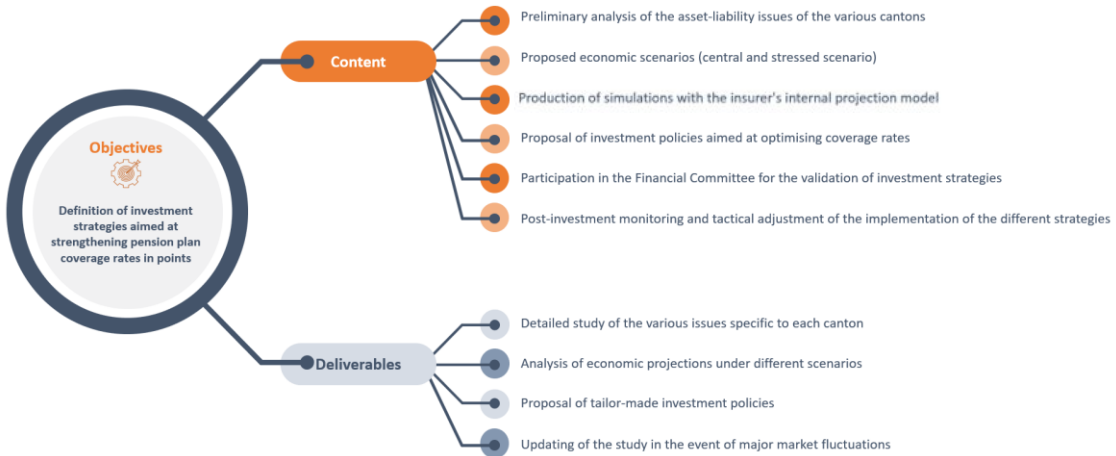 Objectives
Definition of investment
strategies aimed at
strengthening pension plan
coverage rates in points
Content
Preliminary analysis of the asset-liability issues of the various cantons
Proposed economic scenarios (central and stressed scenario)
Production of simulations with the insurer's internal projection model
Proposal of investment policies aimed at optimising coverage rates
Participation in the Financial Committee for the validation of investment strategies
Post-investment monitoring and tactical adjustment of the implementation of the different strategies
Deliverables
Detailed study of the various issues specific to each canton
Analysis of economic projections under different scenarios
Proposal of tailor-made investment policies
Updating of the study in the event of major market fluctuations